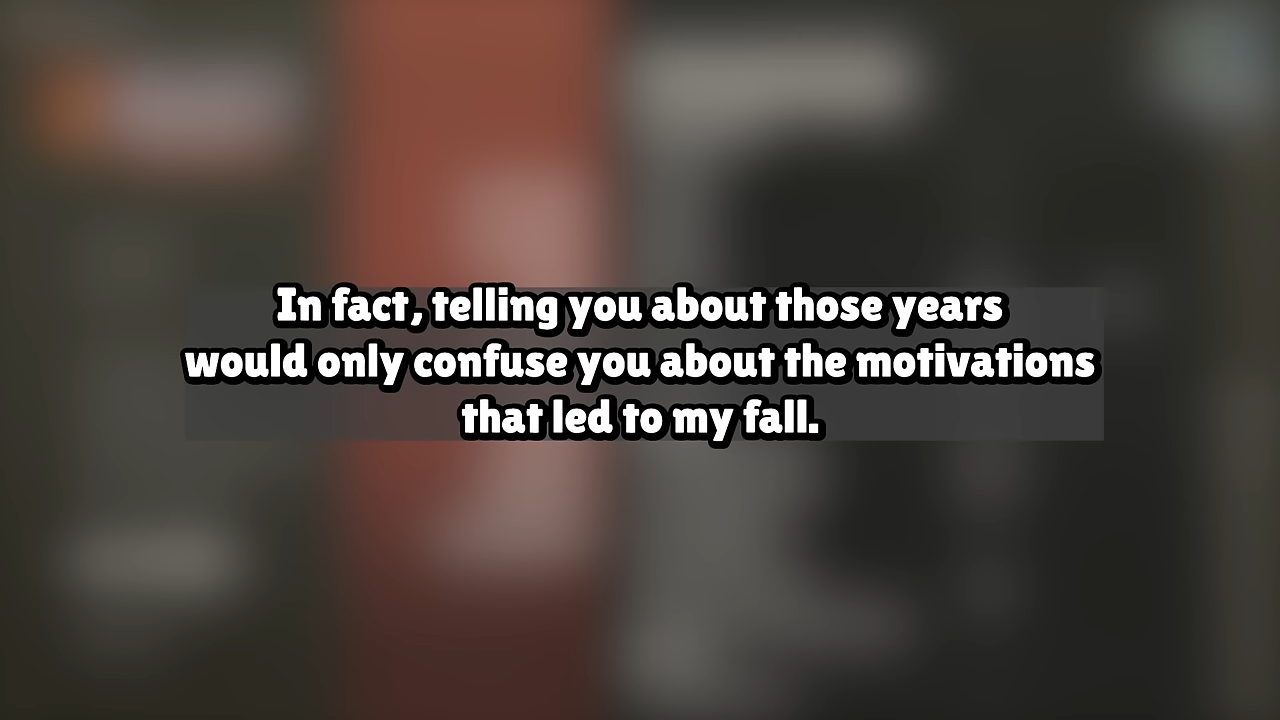 In fact, telling you about those years
would only confuse you about the motivations
that led to my fall.